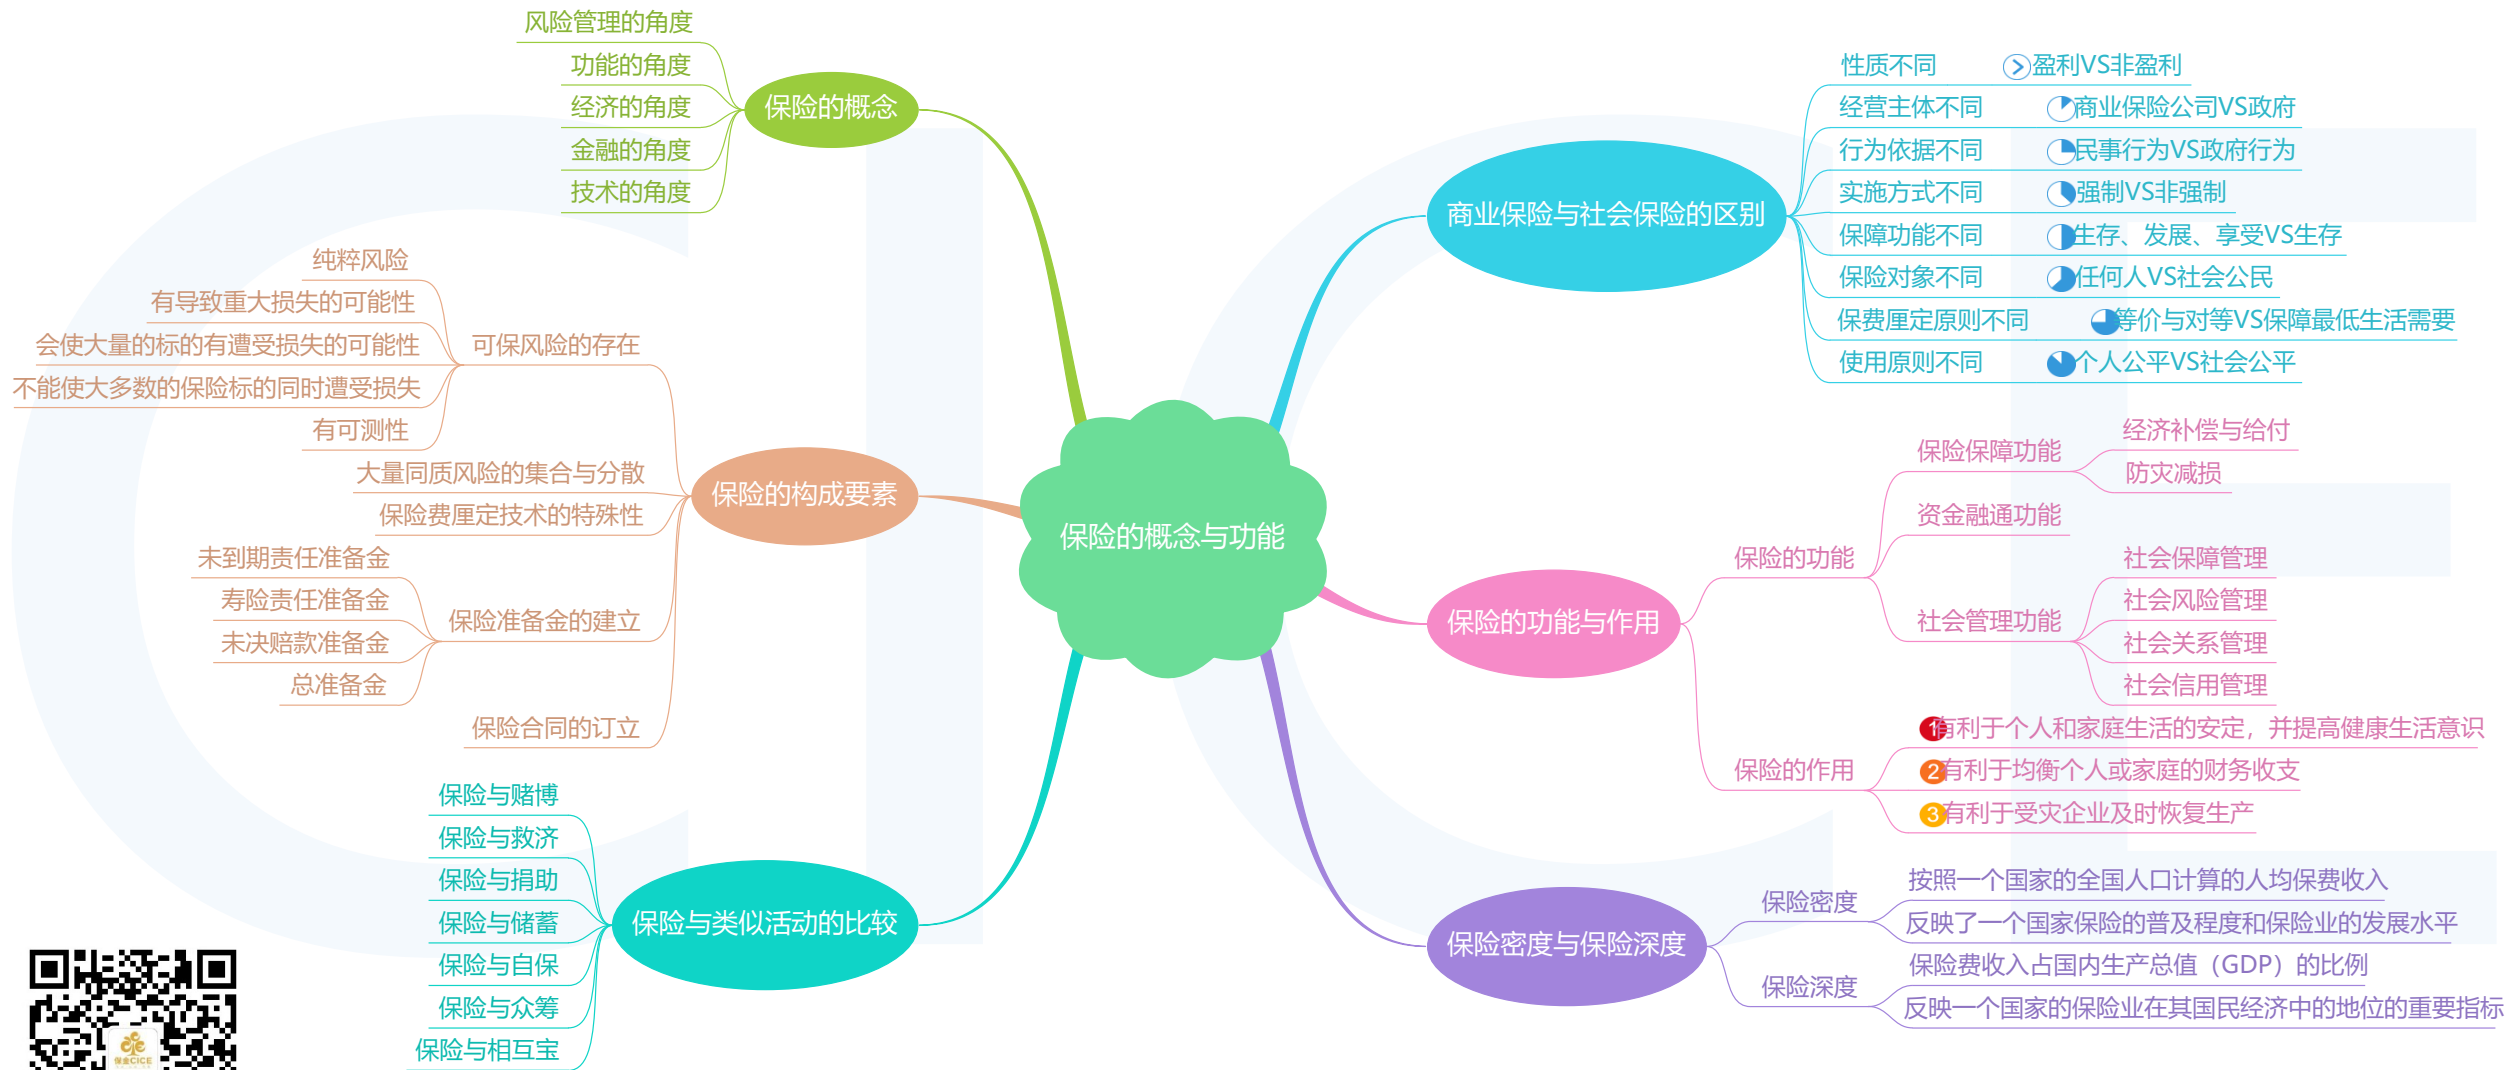 保险的概念与功能
保险的概念
风险管理的角度
功能的角度
经济的角度
金融的角度
技术的角度
保险的构成要素
可保风险的存在
纯粹风险
有导致重大损失的可能性
会使大量的标的有遭受损失的可能性
不能使大多数的保险标的同时遭受损失
有可测性
大量同质风险的集合与分散
保险费厘定技术的特殊性
保险准备金的建立
未到期责任准备金
寿险责任准备金
未决赔款准备金
总准备金
保险合同的订立
保险与类似活动的比较
保险与赌博
保险与救济
保险与捐助
保险与储蓄
保险与自保
保险与众筹
保险与相互宝
商业保险与社会保险的区别
性质不同 盈利VS非盈利
经营主体不同 商业保险公司VS政府
行为依据不同 民事行为VS政府行为
实施方式不同 强制VS非强制
保障功能不同 生存、发展、享受VS生存
保险对象不同 任何人VS社会公民
保费厘定原则不同 等价与对等VS保障最低生活需要
使用原则不同 个人公平VS社会公平
保险的功能与作用
保险的功能
保险保障功能
经济补偿与给付
防灾减损
资金融通功能
社会管理功能
社会保障管理
社会风险管理
社会关系管理
社会信用管理
保险的作用
1 有利于个人和家庭生活的安定，并提高健康生活意识
2 有利于均衡个人或家庭的财务收支
3 有利于受灾企业及时恢复生产
保险密度与保险深度
保险密度
按照一个国家的全国人口计算的人均保费收入
反映了一个国家保险的普及程度和保险业的发展水平
保险深度
保险费收入占国内生产总值（GDP）的比例
反映一个国家的保险业在其国民经济中的地位的重要指标
保金CICE
CICE